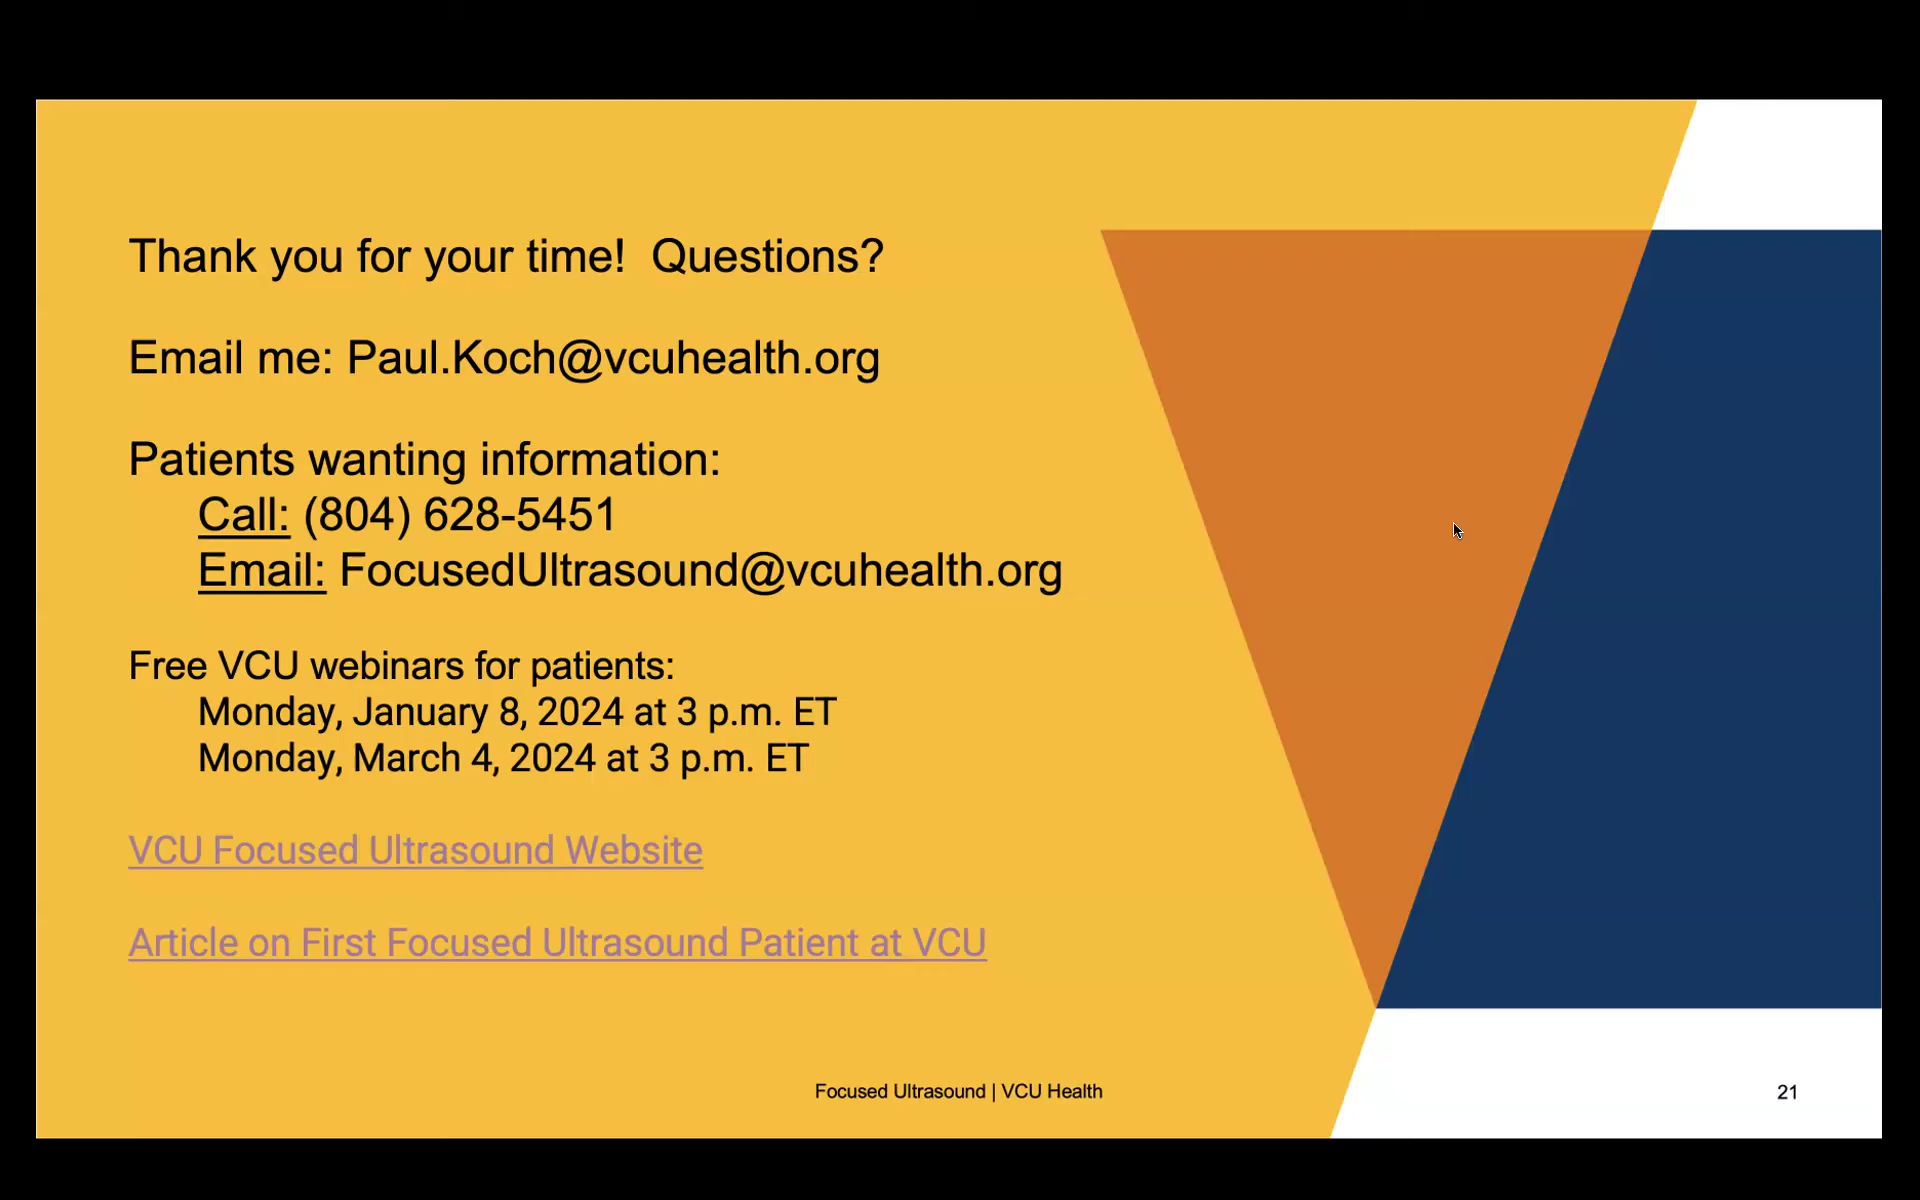 Thank you for your time!  Questions?
Email me: Paul.Koch@vcuhealth.org
Patients wanting information:
Call: (804) 628-5451
Email: FocusedUltrasound@vcuhealth.org
Free VCU webinars for patients:
Monday, January 8, 2024 at 3 p.m. ET
Monday, March 4, 2024 at 3 p.m. ET
VCU Focused Ultrasound Website
Article on First Focused Ultrasound Patient at VCU
Focused Ultrasound | VCU Health
21